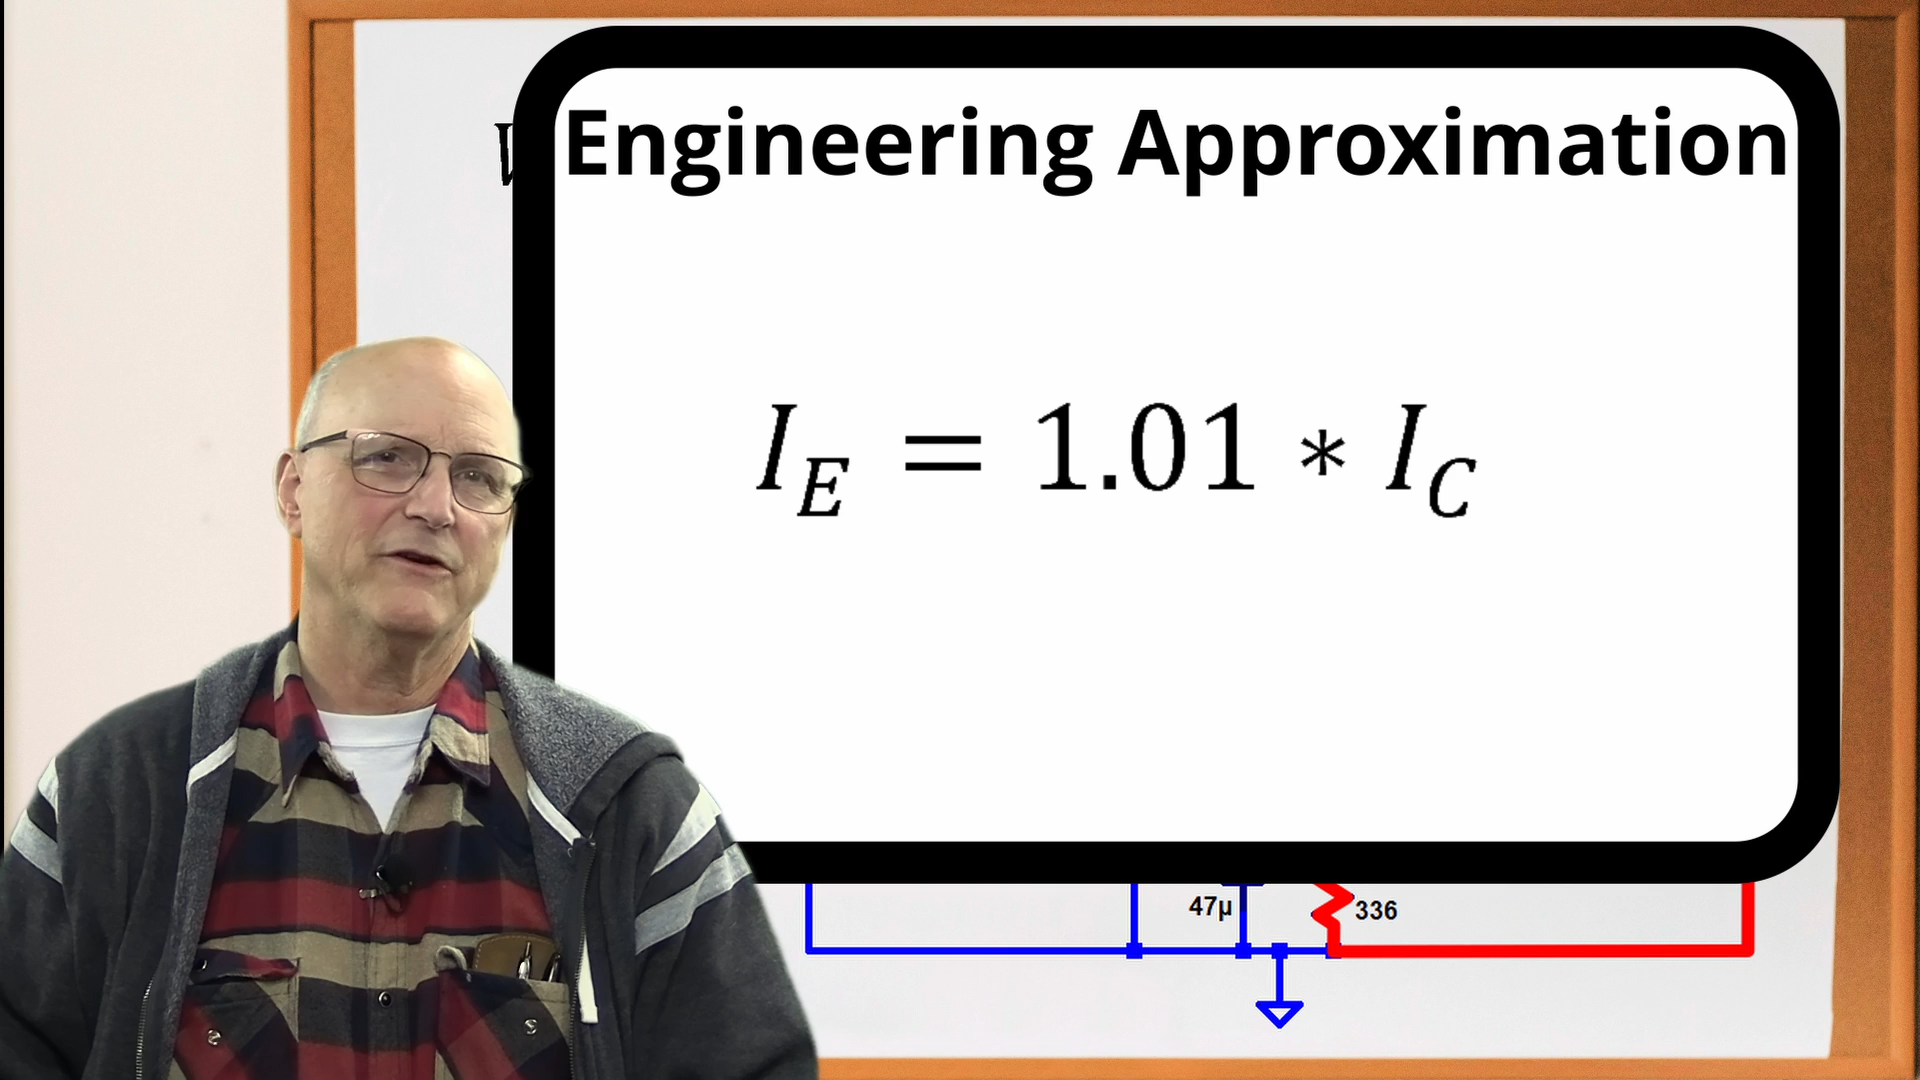 Engineering Approximation
I_E = 1.01 * I_C
47µ
336